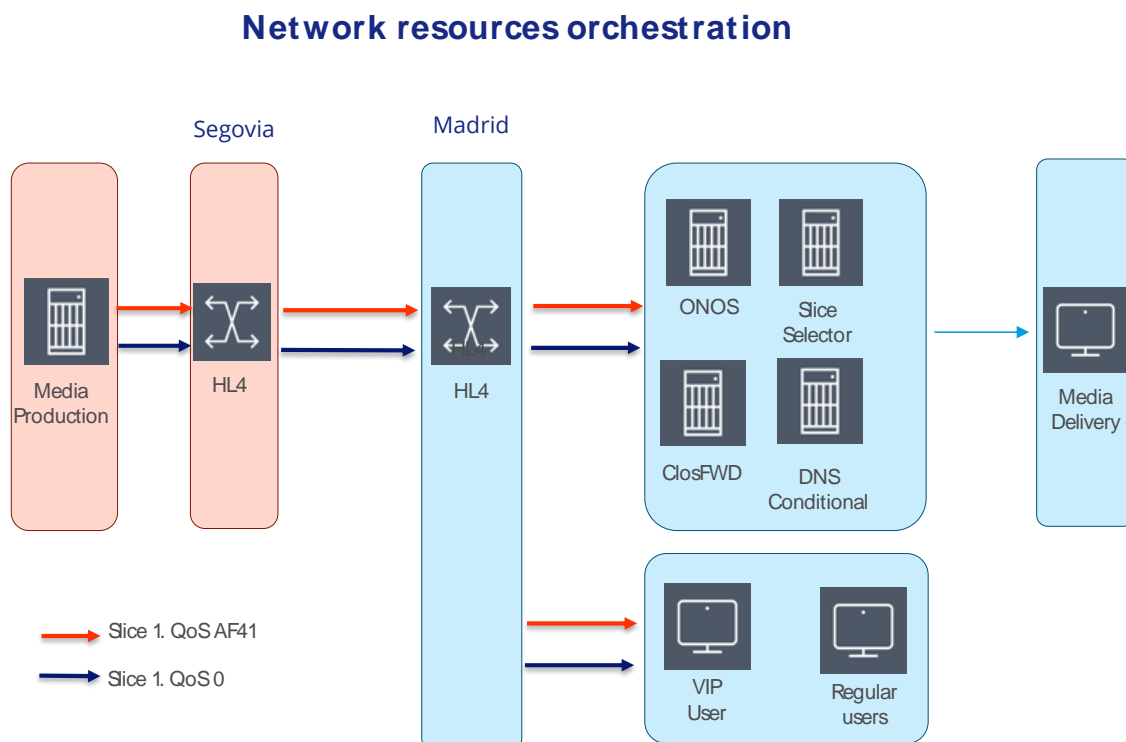 Network resources orchestration
Segovia
Madrid
Media
Production
HL4
HL4
HL4
ONOS
Slice
Selector
ClosFWD
DNS
Conditional
Media
Delivery
Slice 1. QoS AF41
Slice 1. QoS 0
VIP
User
Regular
users